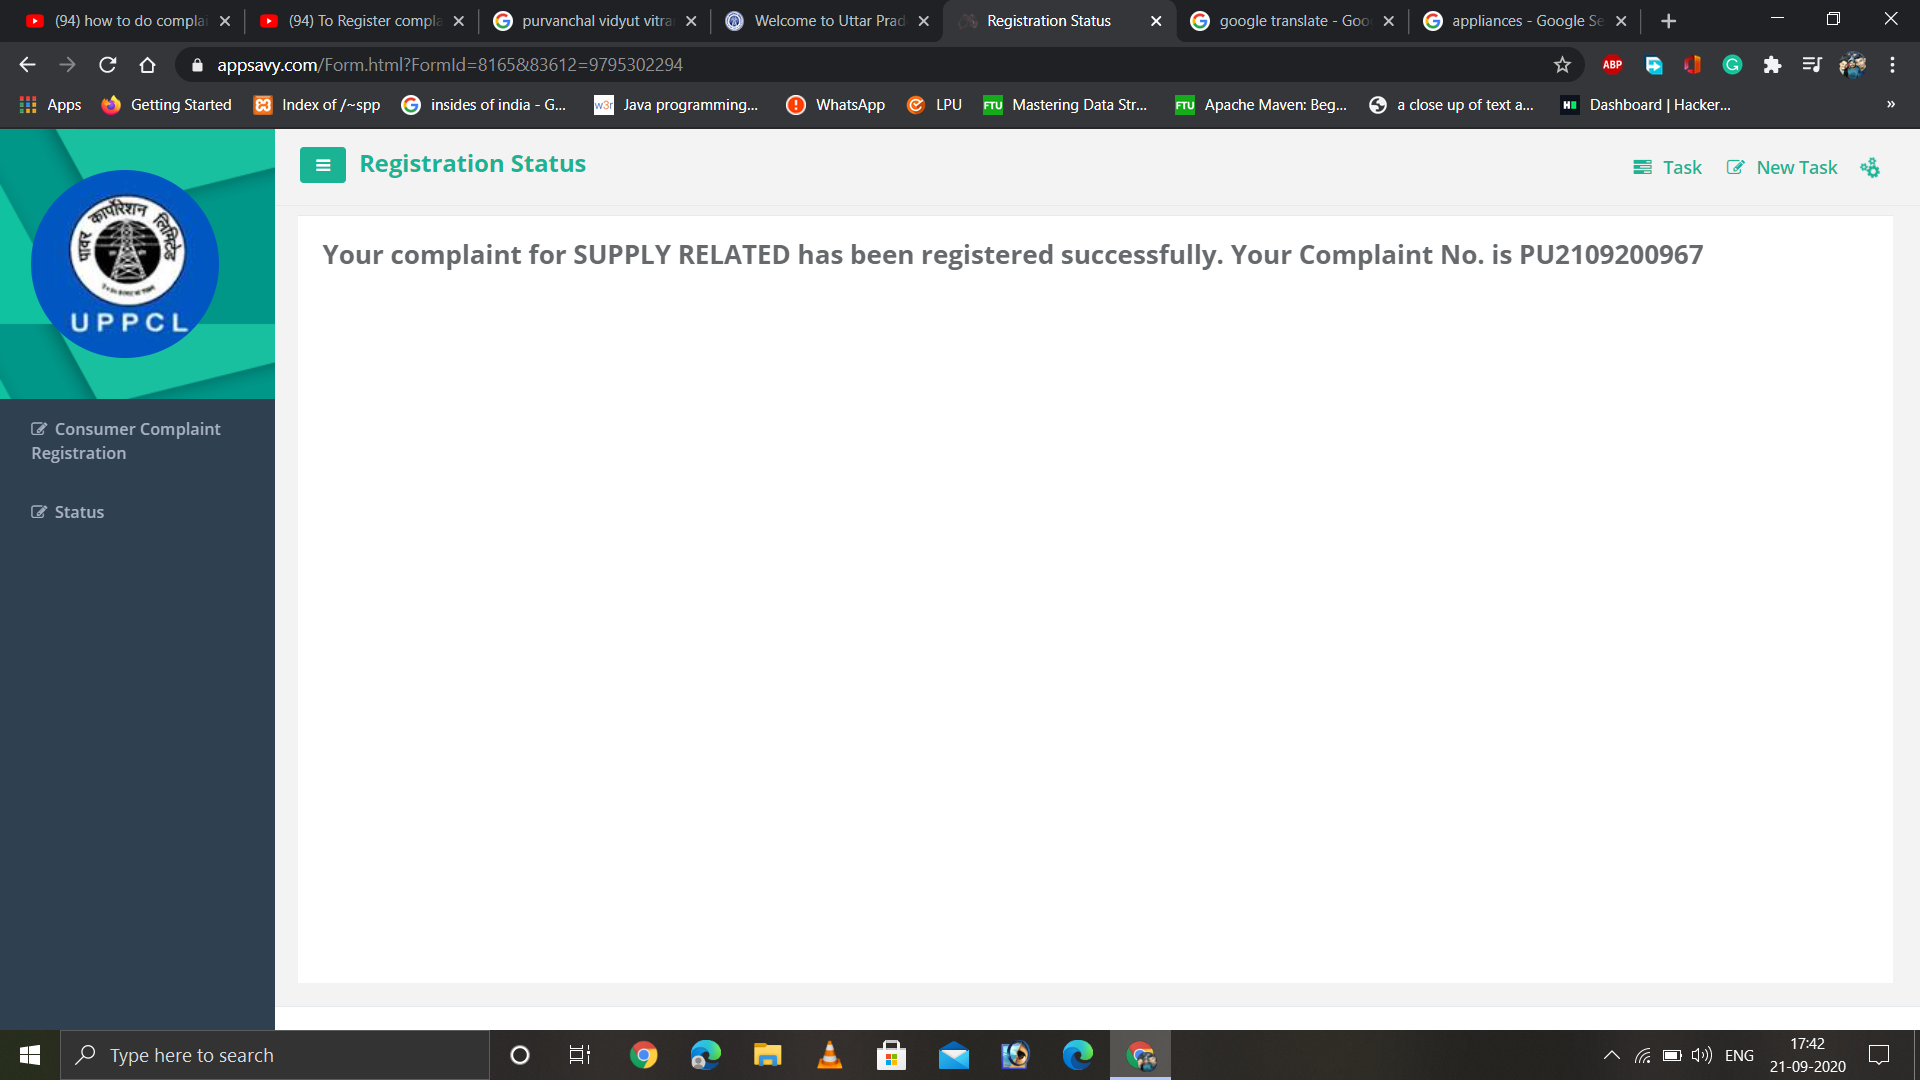 (94) how to do complai
(94) To Register compla
purvanchal vidyut vitra
Welcome to Uttar Prad
Registration Status
google translate - Goo
appliances - Google Se
appsavy.com/Form.html?FormId=8165&83612=9795302294
ABP
Apps
Getting Started
Index of /~spp
insides of india - G...
w3r
Java programming...
WhatsApp
LPU
FTU
Mastering Data Str...
FTU
Apache Maven: Beg...
a close up of text a...
Dashboard | Hacker...
»
Registration Status
Task
New Task
पावर कार्पोरेशन लिमिटेड
UPPCL
Your complaint for SUPPLY RELATED has been registered successfully. Your Complaint No. is PU2109200967
Consumer Complaint
Registration
Status
Type here to search
ENG
17:42
21-09-2020